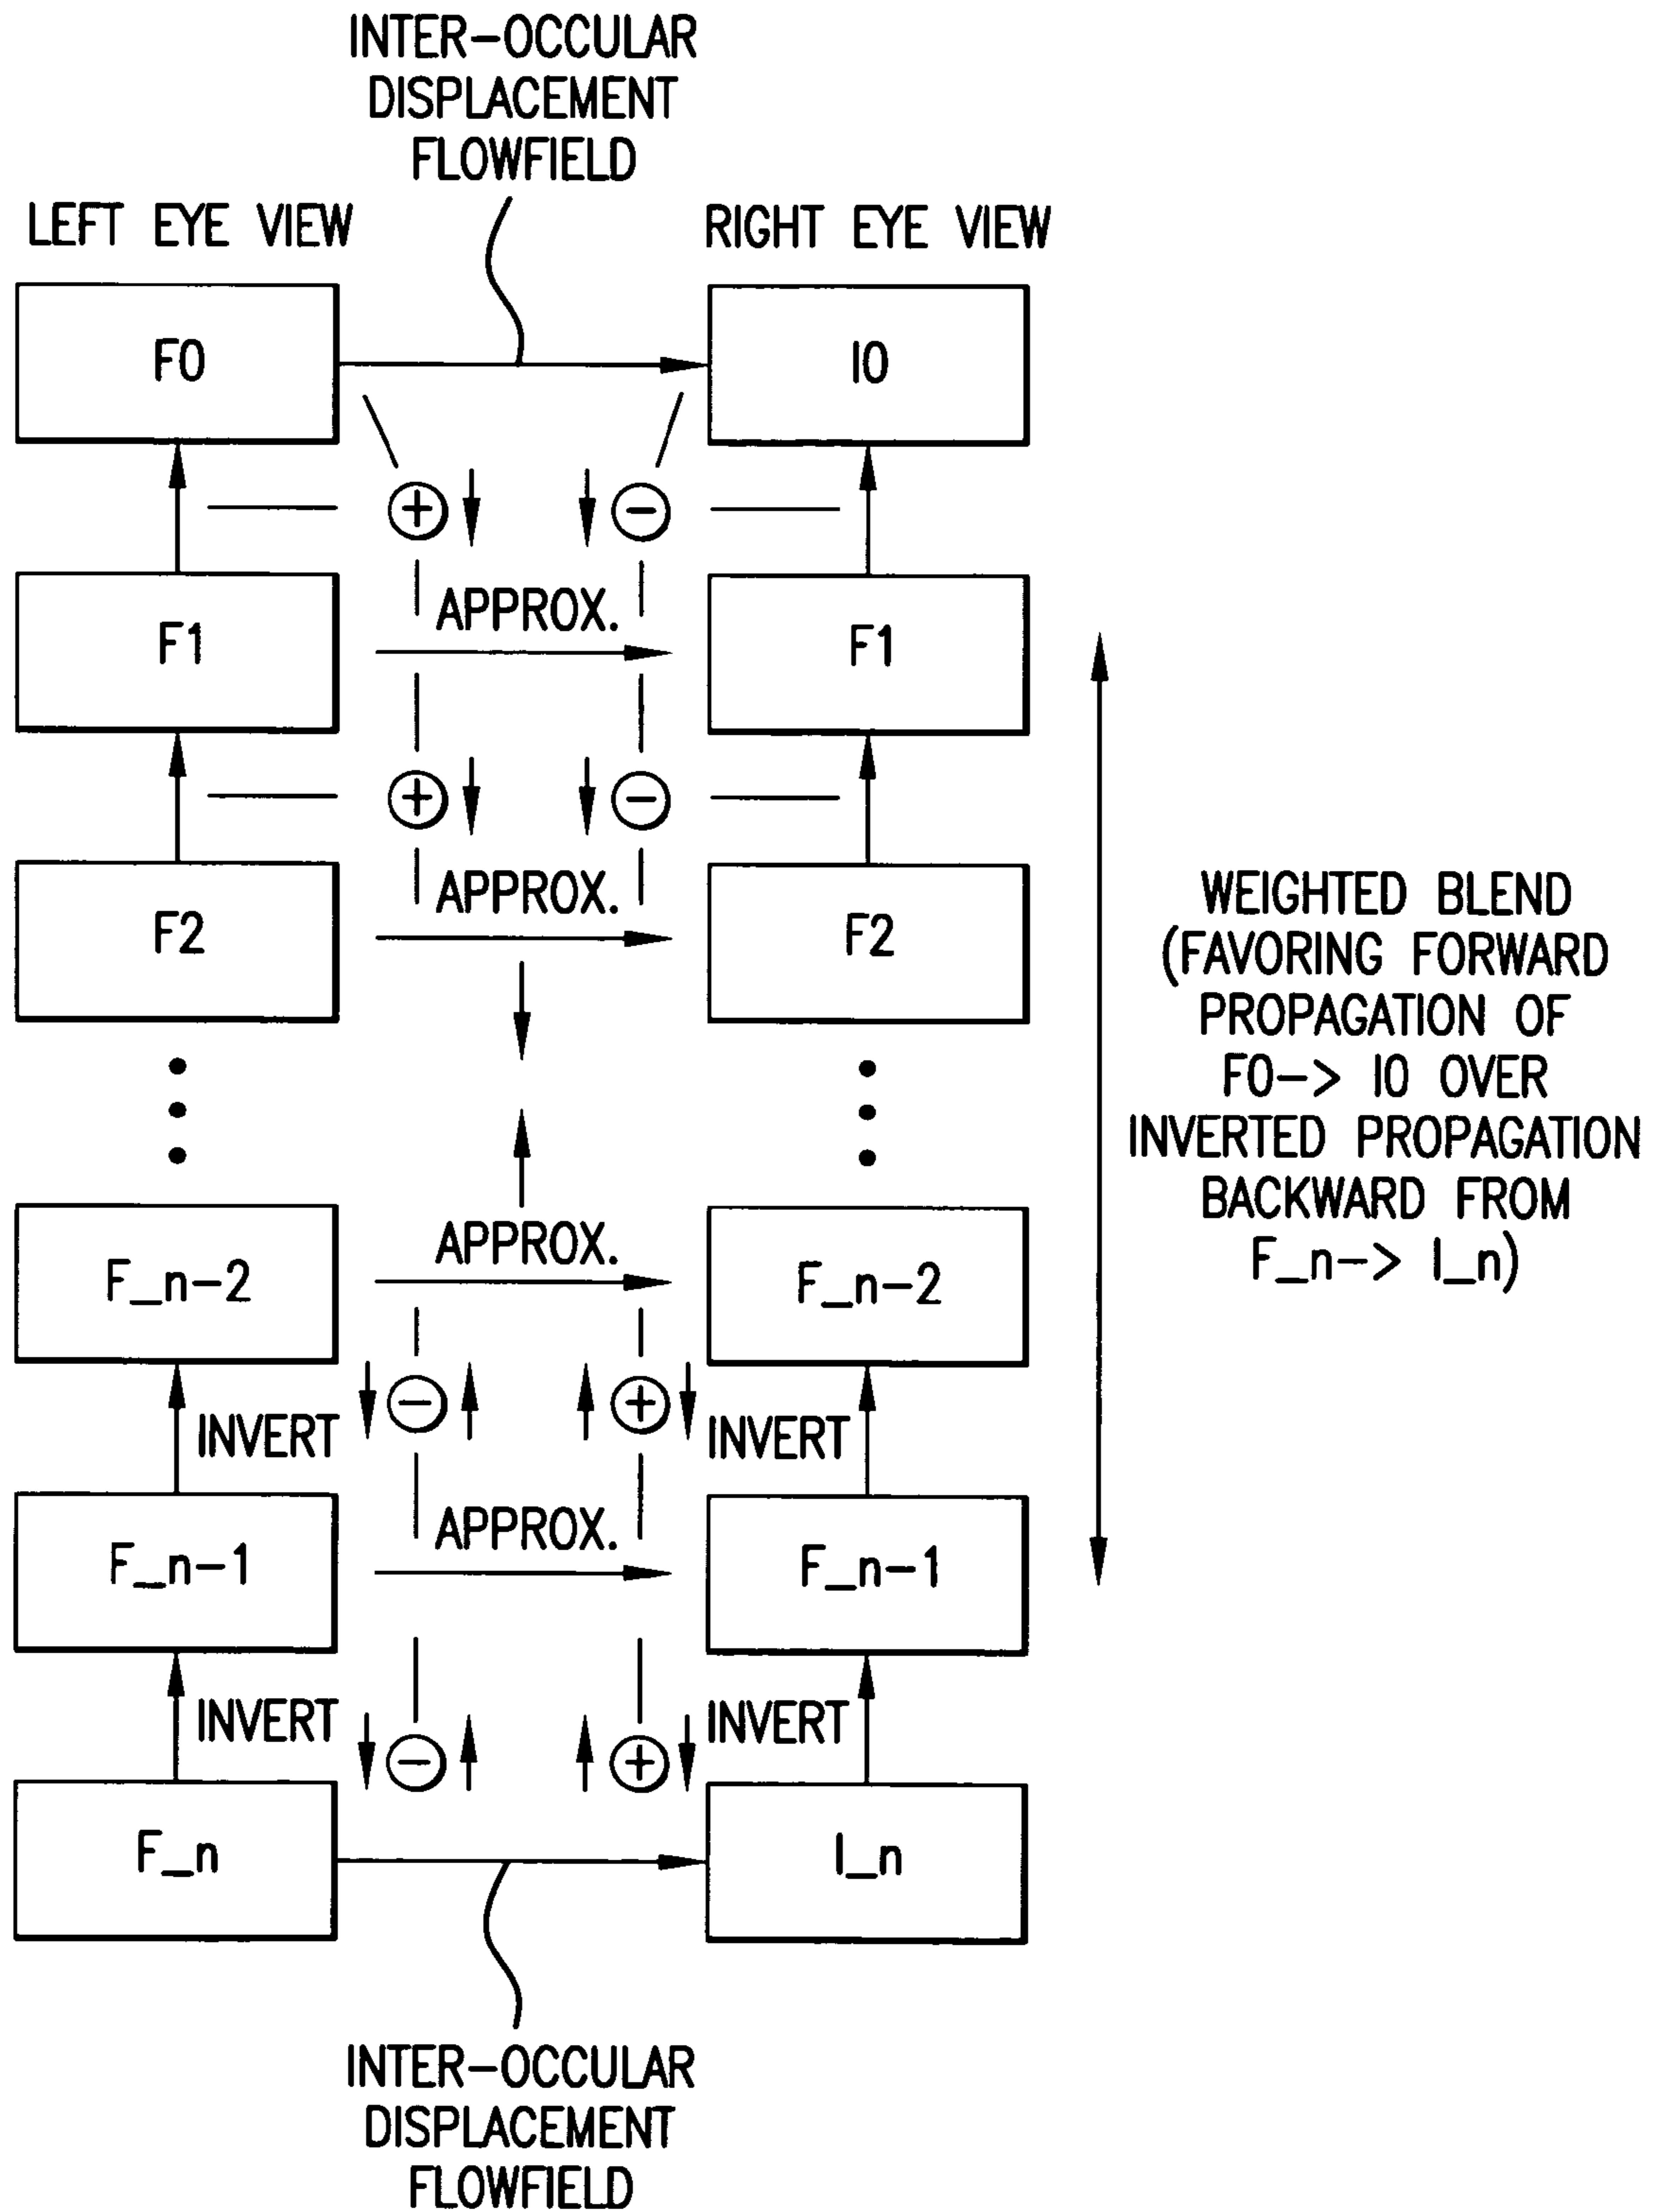 INTER-OCCULAR
DISPLACEMENT
FLOWFIELD
LEFT EYE VIEW
RIGHT EYE VIEW
F0
I0
+
-
APPROX.
F1
F1
+
-
APPROX.
F2
F2
WEIGHTED BLEND
(FAVORING FORWARD
PROPAGATION OF
F0-> I0 OVER
INVERTED PROPAGATION
BACKWARD FROM
F_n-> I_n)
APPROX.
F_n-2
F_n-2
-
+
INVERT
INVERT
APPROX.
F_n-1
F_n-1
INVERT
INVERT
-
+
F_n
I_n
INTER-OCCULAR
DISPLACEMENT
FLOWFIELD